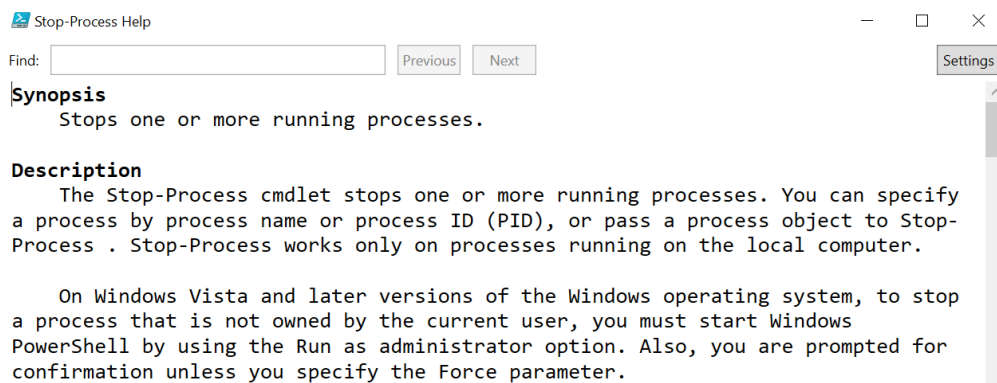 Stop-Process Help
Find:
Previous
Next
Settings
Synopsis
Stops one or more running processes.
Description
The Stop-Process cmdlet stops one or more running processes. You can specify
a process by process name or process ID (PID), or pass a process object to Stop-
Process . Stop-Process works only on processes running on the local computer.
On Windows Vista and later versions of the Windows operating system, to stop
a process that is not owned by the current user, you must start Windows
PowerShell by using the Run as administrator option. Also, you are prompted for
confirmation unless you specify the Force parameter.